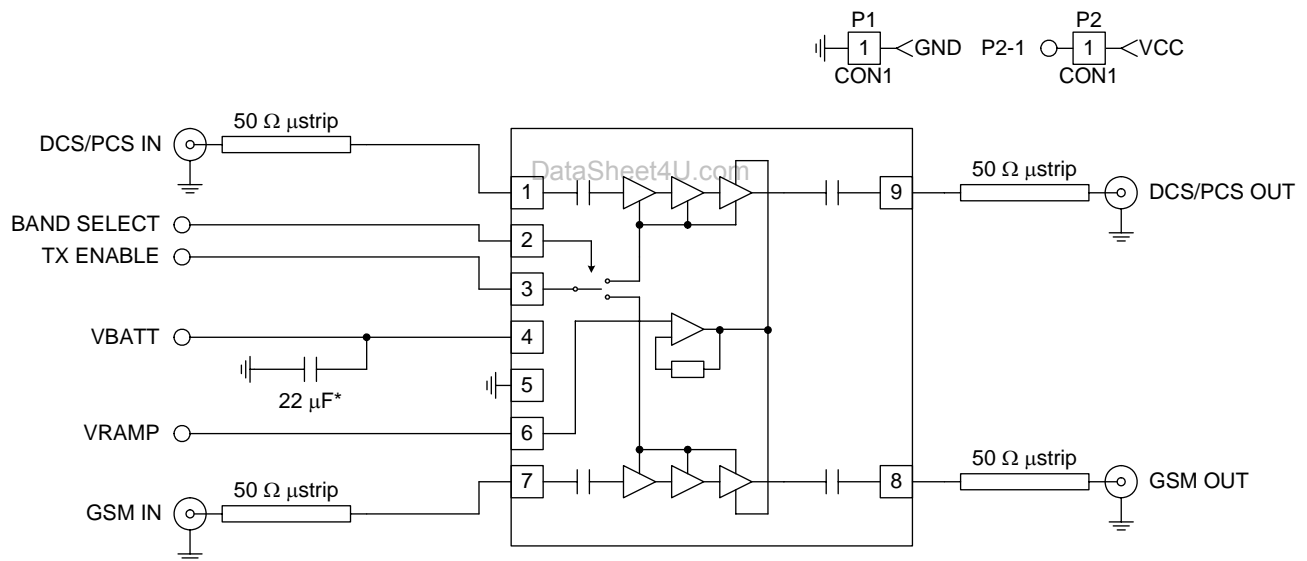 P1
1
GND
CON1
P2-1
P2
1
VCC
CON1
DCS/PCS IN
50 Ω μstrip
BAND SELECT
TX ENABLE
VBATT
22 μF*
VRAMP
GSM IN
50 Ω μstrip
DataSheet4U.com
1
2
3
4
5
6
7
9
8
50 Ω μstrip
DCS/PCS OUT
50 Ω μstrip
GSM OUT